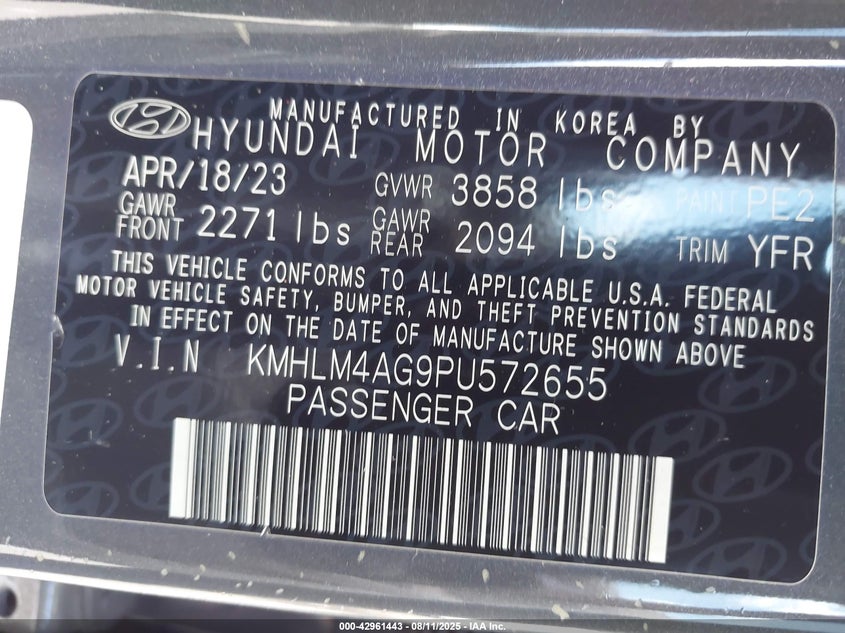 MANUFACTURED IN KOREA BY
HYUNDAI MOTOR COMPANY
APR/18/23 GVWR 3858 lbs PAINT PE2
GAWR FRONT 2271 lbs GAWR REAR 2094 lbs TRIM YFR
THIS VEHICLE CONFORMS TO ALL APPLICABLE U.S.A. FEDERAL
MOTOR VEHICLE SAFETY, BUMPER, AND THEFT PREVENTION STANDARDS
IN EFFECT ON THE DATE OF MANUFACTURE SHOWN ABOVE
V.I.N KMHLM4AG9PU572655
PASSENGER CAR
000-42961443 - 08/11/2025 - IAA Inc.